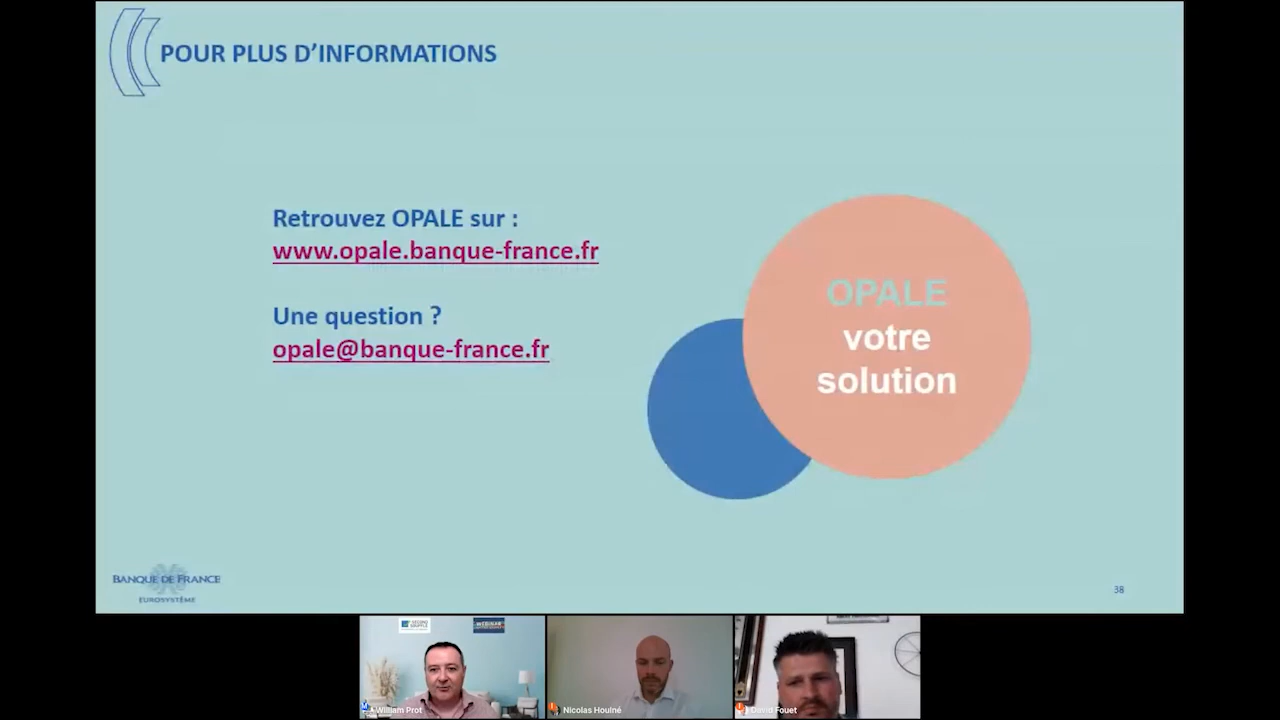 POUR PLUS D’INFORMATIONS
Retrouvez OPALE sur :
www.opale.banque-france.fr
Une question ?
opale@banque-france.fr
OPALE
votre
solution
BANQUE DE FRANCE
EUROSYSTÈME
38
William Prot
Nicolas Houlné
David Fouet